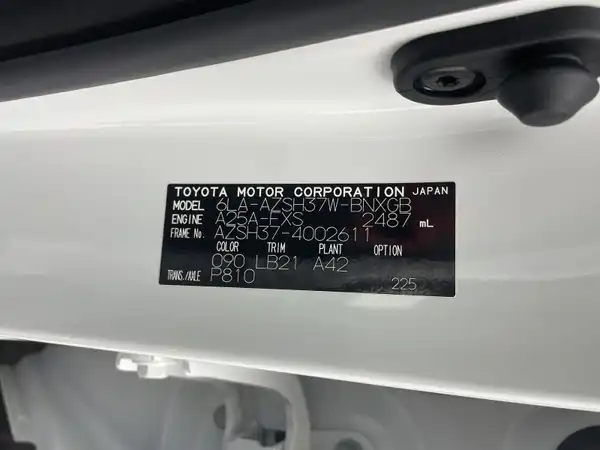 TOYOTA MOTOR CORPORATION JAPAN
MODEL 6LA-AZSH37W-BNXGB
ENGINE A25A-FXS 2487 mL
FRAME No. AZSH37-4002611
COLOR TRIM PLANT OPTION
090 LB21 A42
TRANS./AXLE P810
225